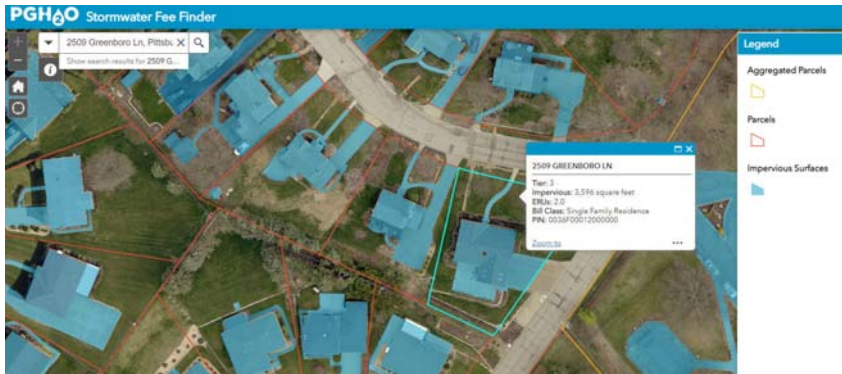 PGH2O Stormwater Fee Finder
2509 Greenboro Ln, Pittsbu
Show search results for 2509 G...
Legend
Aggregated Parcels
Parcels
Impervious Surfaces
2509 GREENBORO LN
Tier: 3
Impervious: 3,596 square feet
ERUs: 2.0
Bill Class: Single Family Residence
PIN: 0036F00012000000
Zoom to